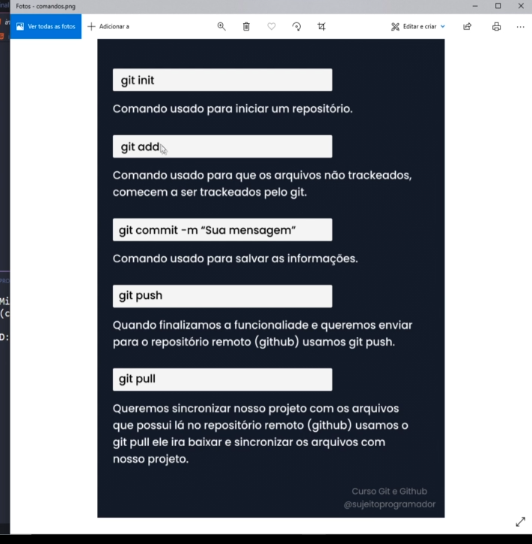 Fotos - comandos.png
Ver todas as fotos
Adicionar a
Editar e criar
git init
Comando usado para iniciar um repositório.
git add
Comando usado para que os arquivos não trackeados,
comecem a ser trackeados pelo git.
git commit -m “Sua mensagem”
Comando usado para salvar as informações.
git push
Quando finalizamos a funcionaliade e queremos enviar
para o repositório remoto (github) usamos git push.
git pull
Queremos sincronizar nosso projeto com os arquivos
que possui lá no repositório remoto (github) usamos o
git pull ele ira baixar e sincronizar os arquivos com
nosso projeto.
Curso Git e Github
@sujeitoprogramador
Mi
(c
D: